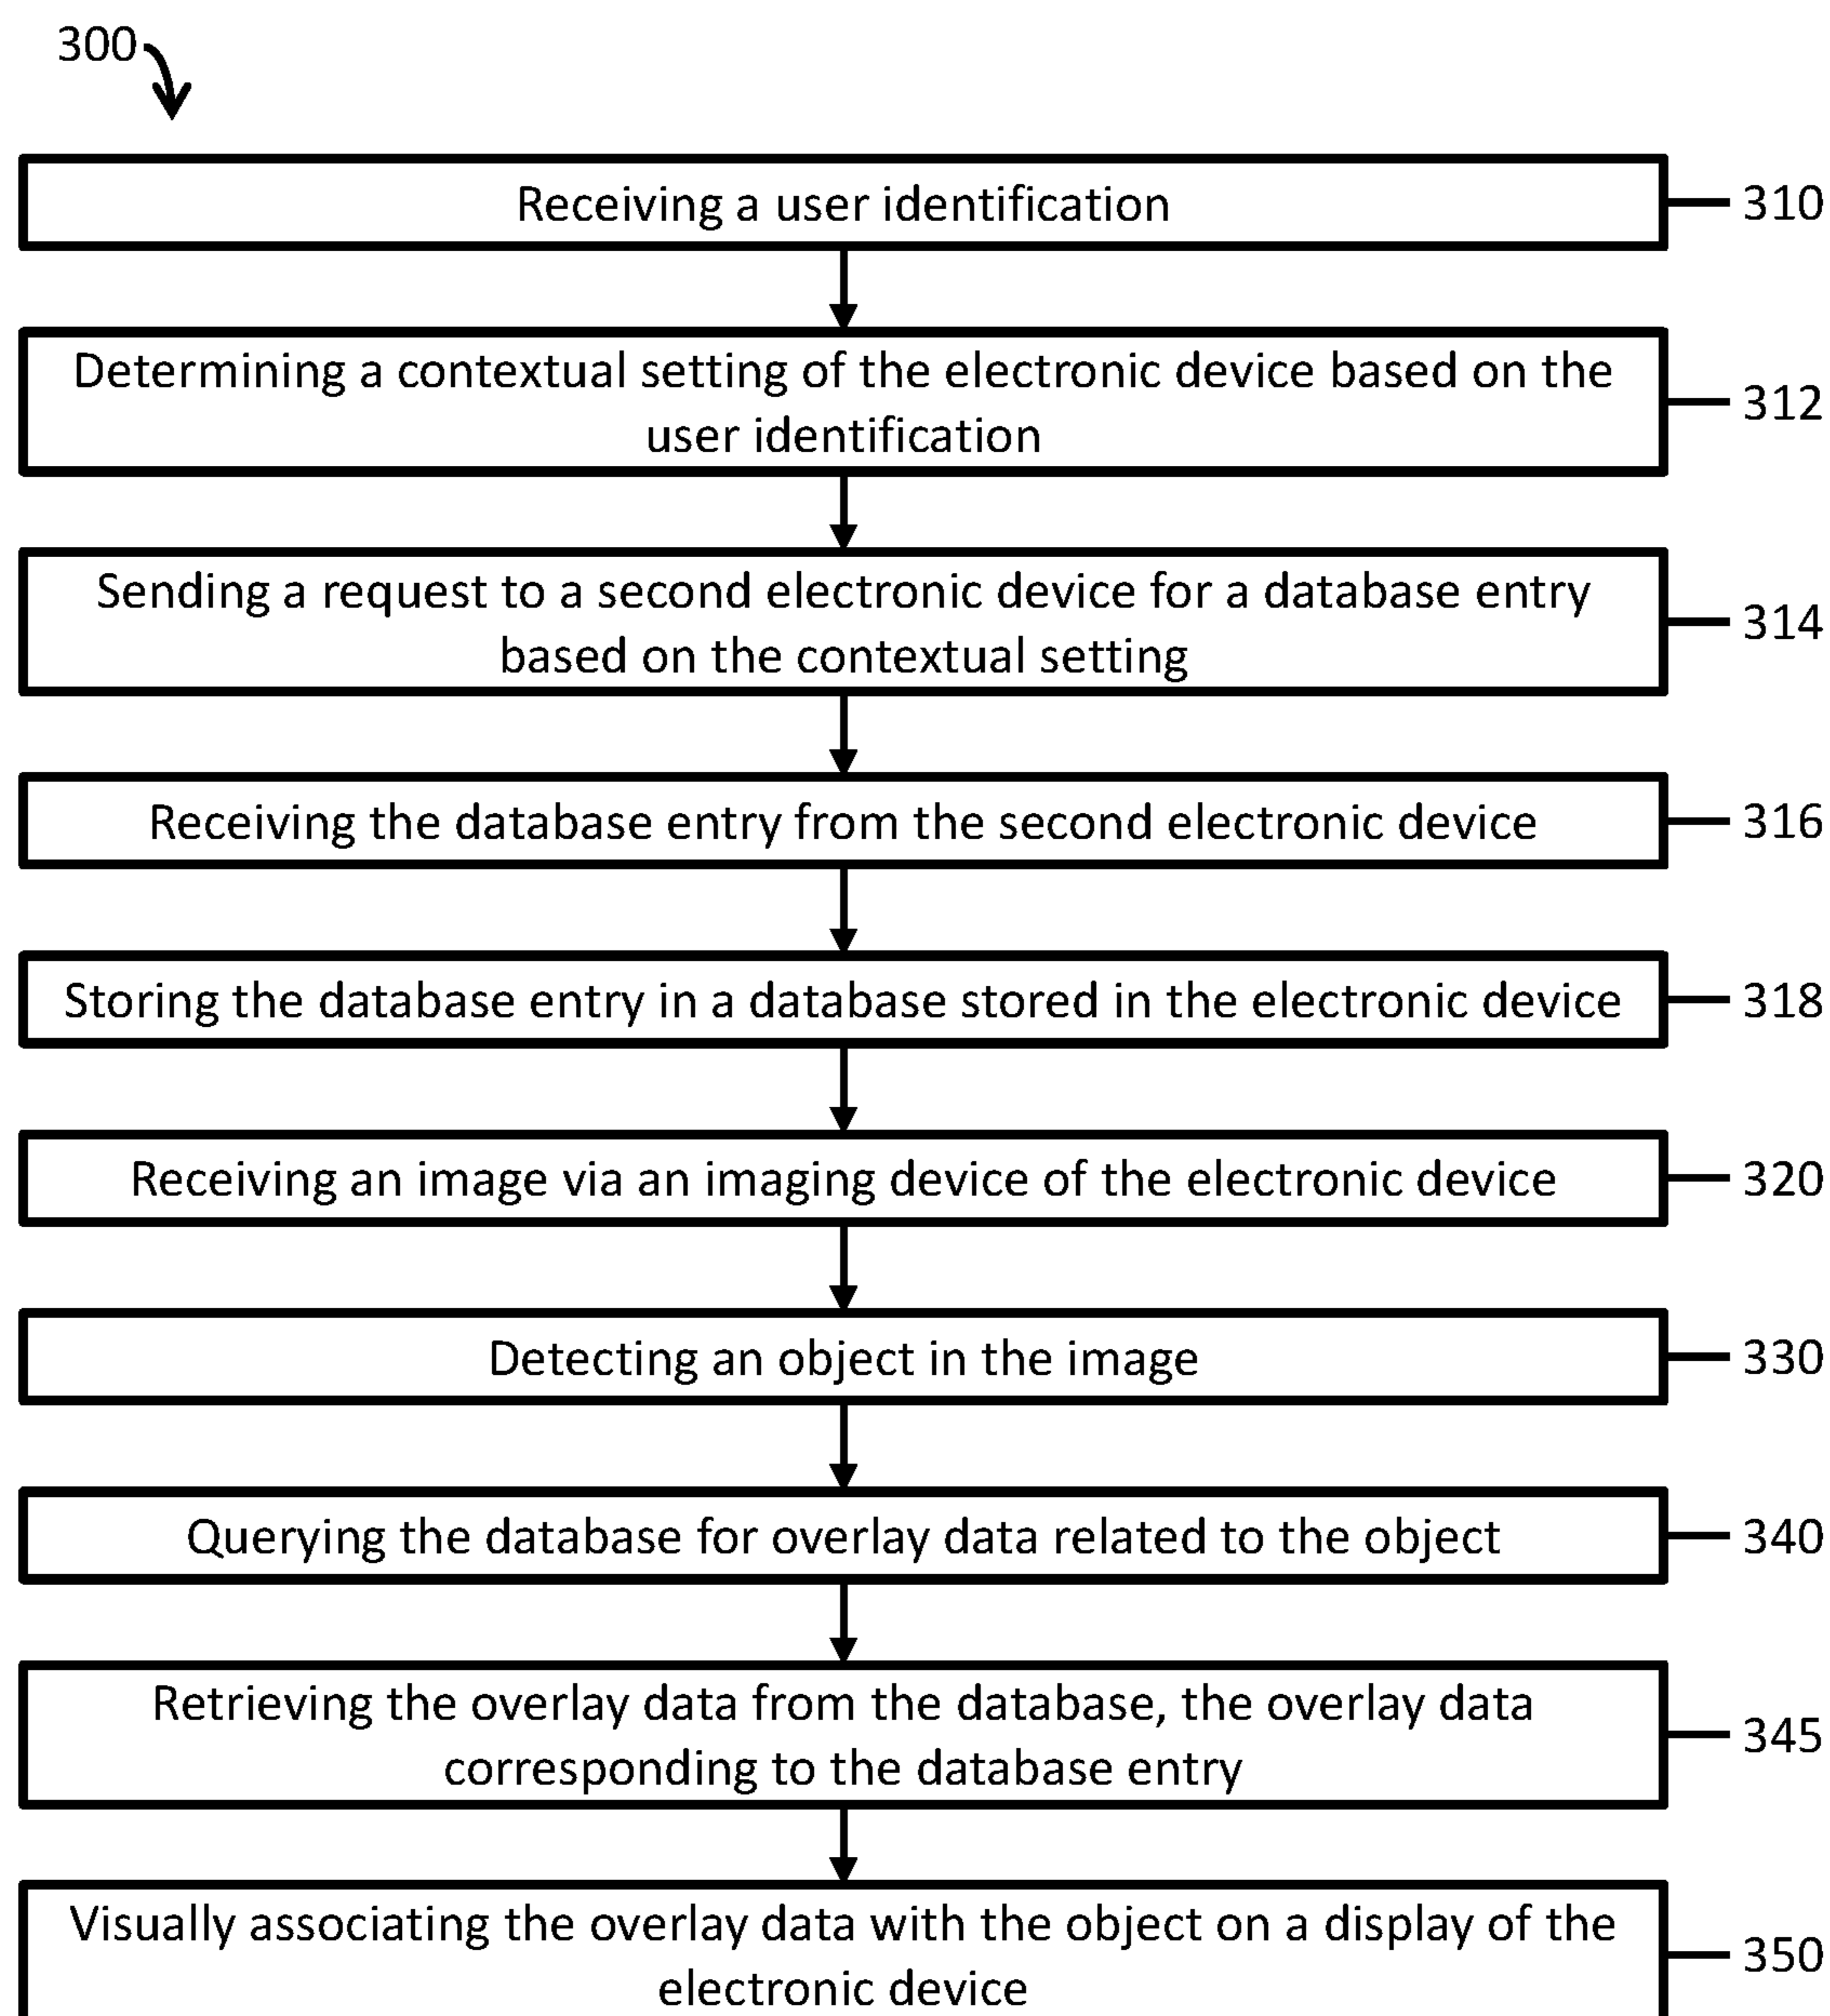 300
Receiving a user identification
310
Determining a contextual setting of the electronic device based on the
user identification
312
Sending a request to a second electronic device for a database entry
based on the contextual setting
314
Receiving the database entry from the second electronic device
316
Storing the database entry in a database stored in the electronic device
318
Receiving an image via an imaging device of the electronic device
320
Detecting an object in the image
330
Querying the database for overlay data related to the object
340
Retrieving the overlay data from the database, the overlay data
corresponding to the database entry
345
Visually associating the overlay data with the object on a display of the
electronic device
350